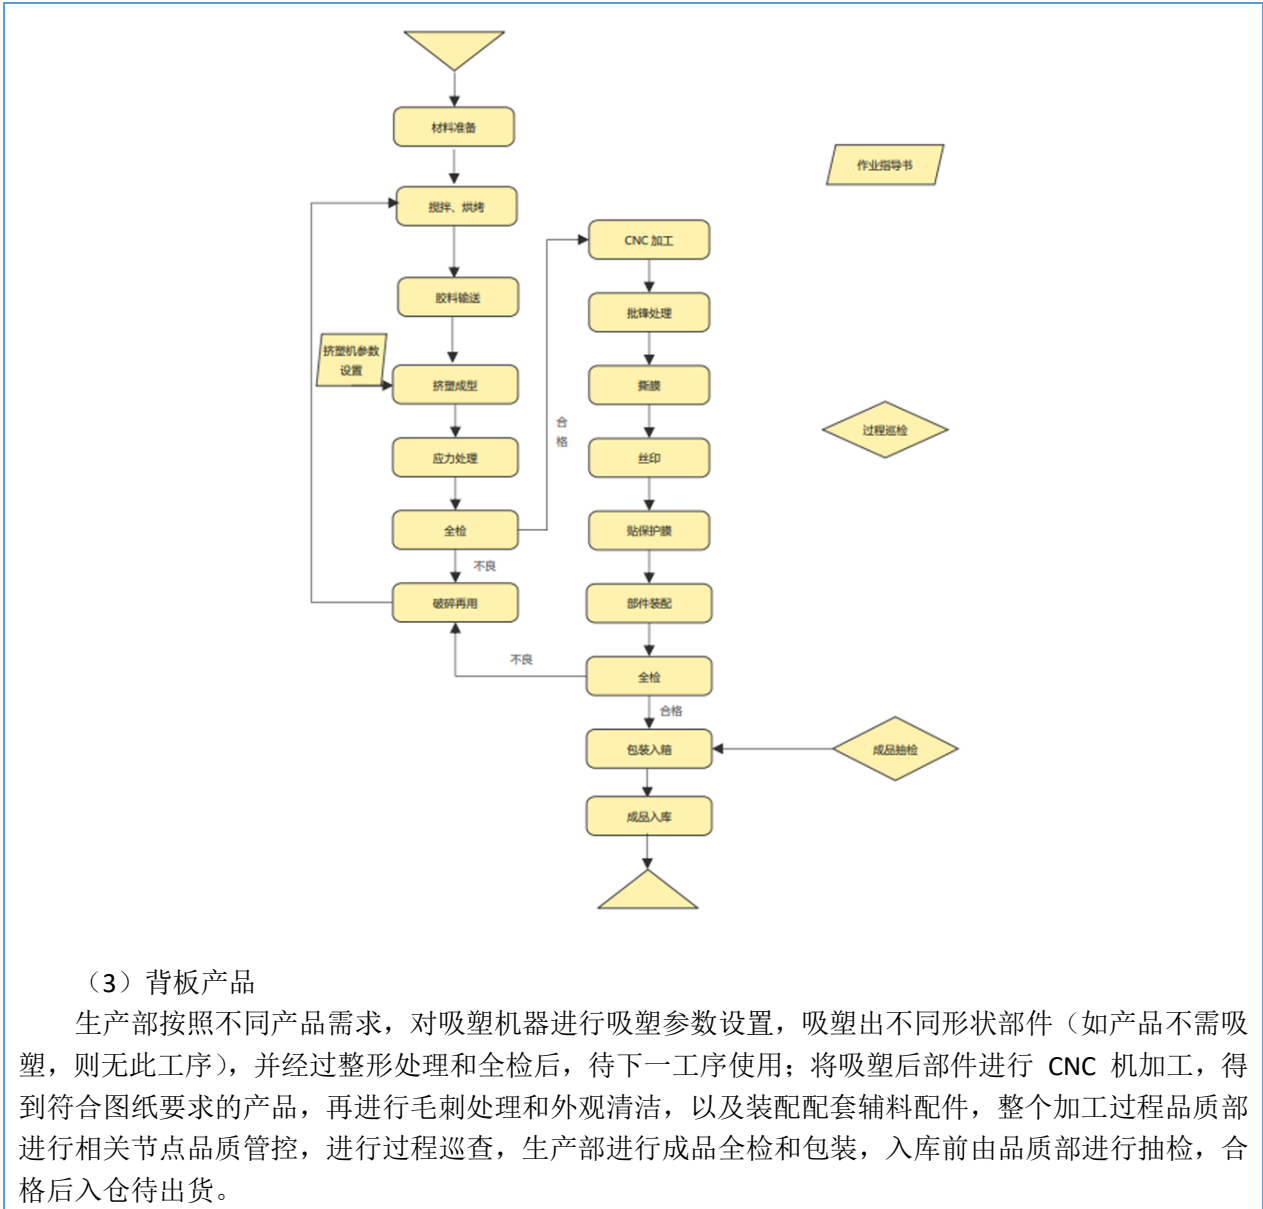 材料准备
作业指导书
搅拌、烘烤
CNC 加工
胶料输送
批锋处理
挤塑机参数
设置
挤塑成型
撕膜
合
格
过程巡检
应力处理
丝印
全检
贴保护膜
不良
破碎再用
部件装配
不良
全检
合格
包装入箱
成品抽检
成品入库
（3）背板产品
生产部按照不同产品需求，对吸塑机器进行吸塑参数设置，吸塑出不同形状部件（如产品不需吸
塑，则无此工序），并经过整形处理和全检后，待下一工序使用；将吸塑后部件进行 CNC 机加工，得
到符合图纸要求的产品，再进行毛刺处理和外观清洁，以及装配配套辅料配件，整个加工过程品质部
进行相关节点品质管控，进行过程巡查，生产部进行成品全检和包装，入库前由品质部进行抽检，合
格后入仓待出货。